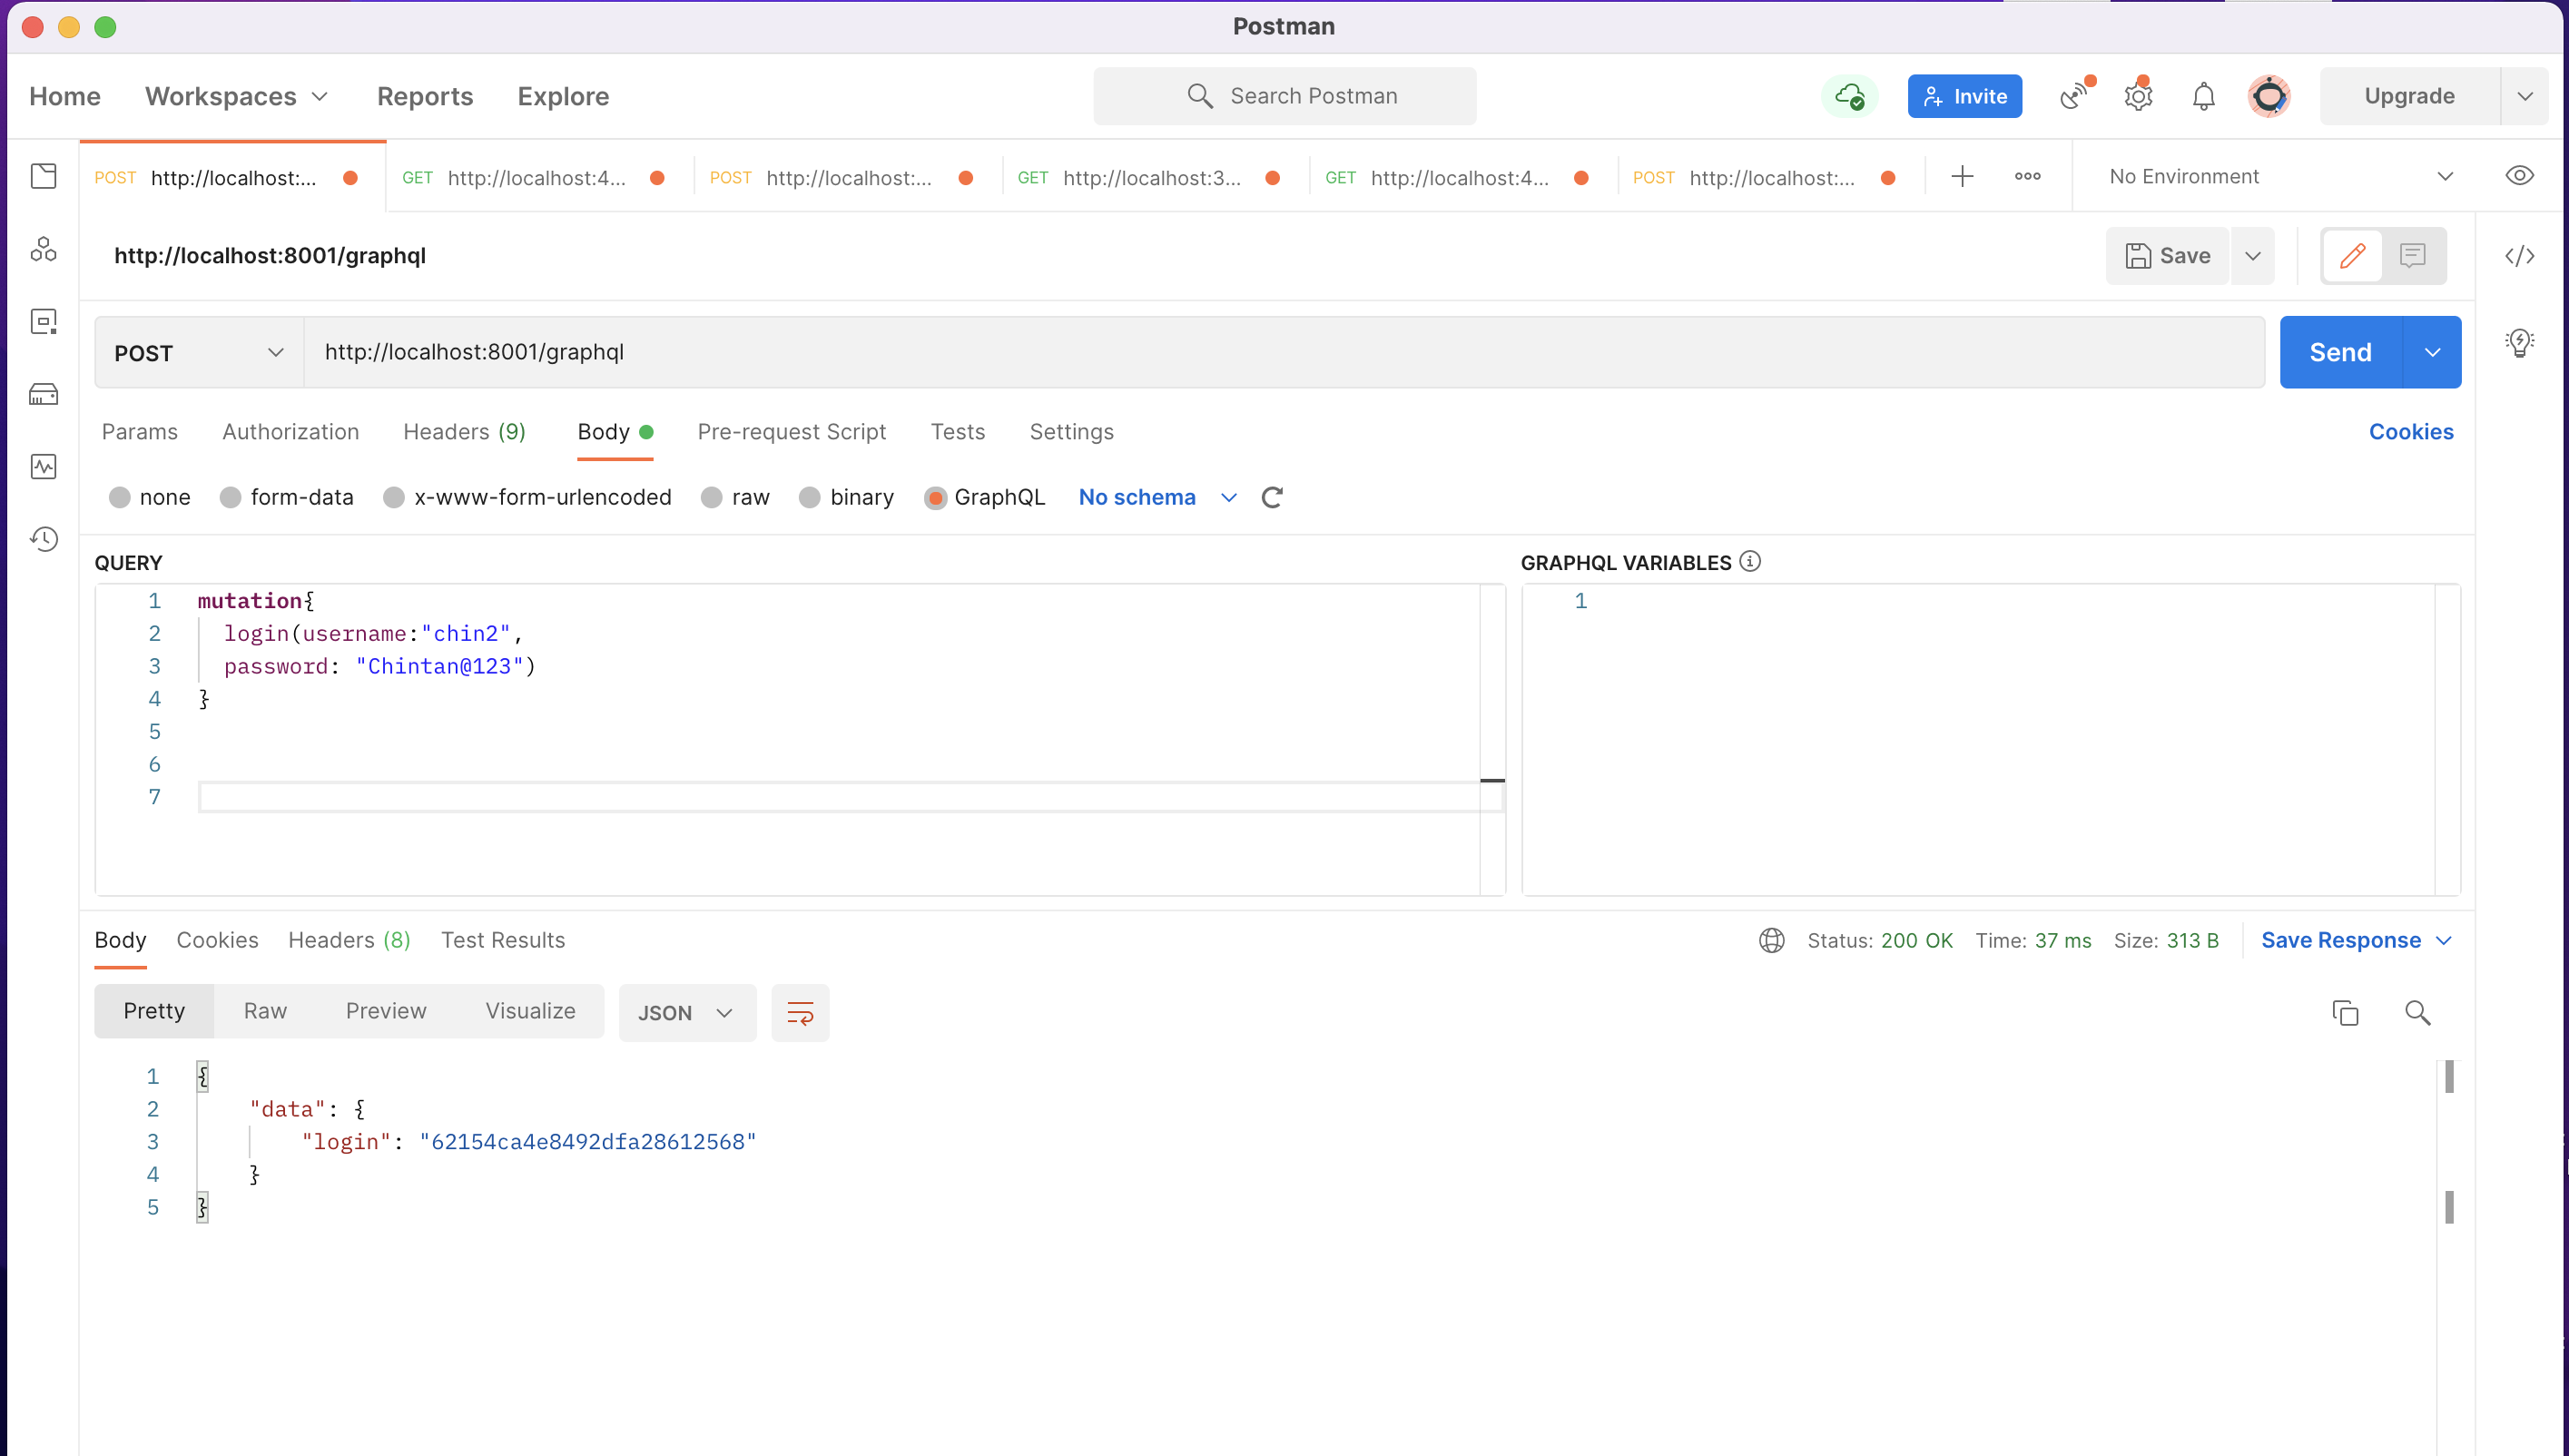 Postman
Home Workspaces Reports Explore Search Postman Invite Upgrade
POST http://localhost:... GET http://localhost:4... POST http://localhost:... GET http://localhost:3... GET http://localhost:4... POST http://localhost:... No Environment
http://localhost:8001/graphql Save
POST http://localhost:8001/graphql Send
Params Authorization Headers (9) Body Pre-request Script Tests Settings Cookies
none form-data x-www-form-urlencoded raw binary GraphQL No schema
QUERY GRAPHQL VARIABLES
1 mutation{ 1
2 login(username:"chin2",
3 password: "Chintan@123")
4 }
5
6
7
Body Cookies Headers (8) Test Results Status: 200 OK Time: 37 ms Size: 313 B Save Response
Pretty Raw Preview Visualize JSON
1 {
2 "data": {
3 "login": "62154ca4e8492dfa28612568"
4 }
5 }